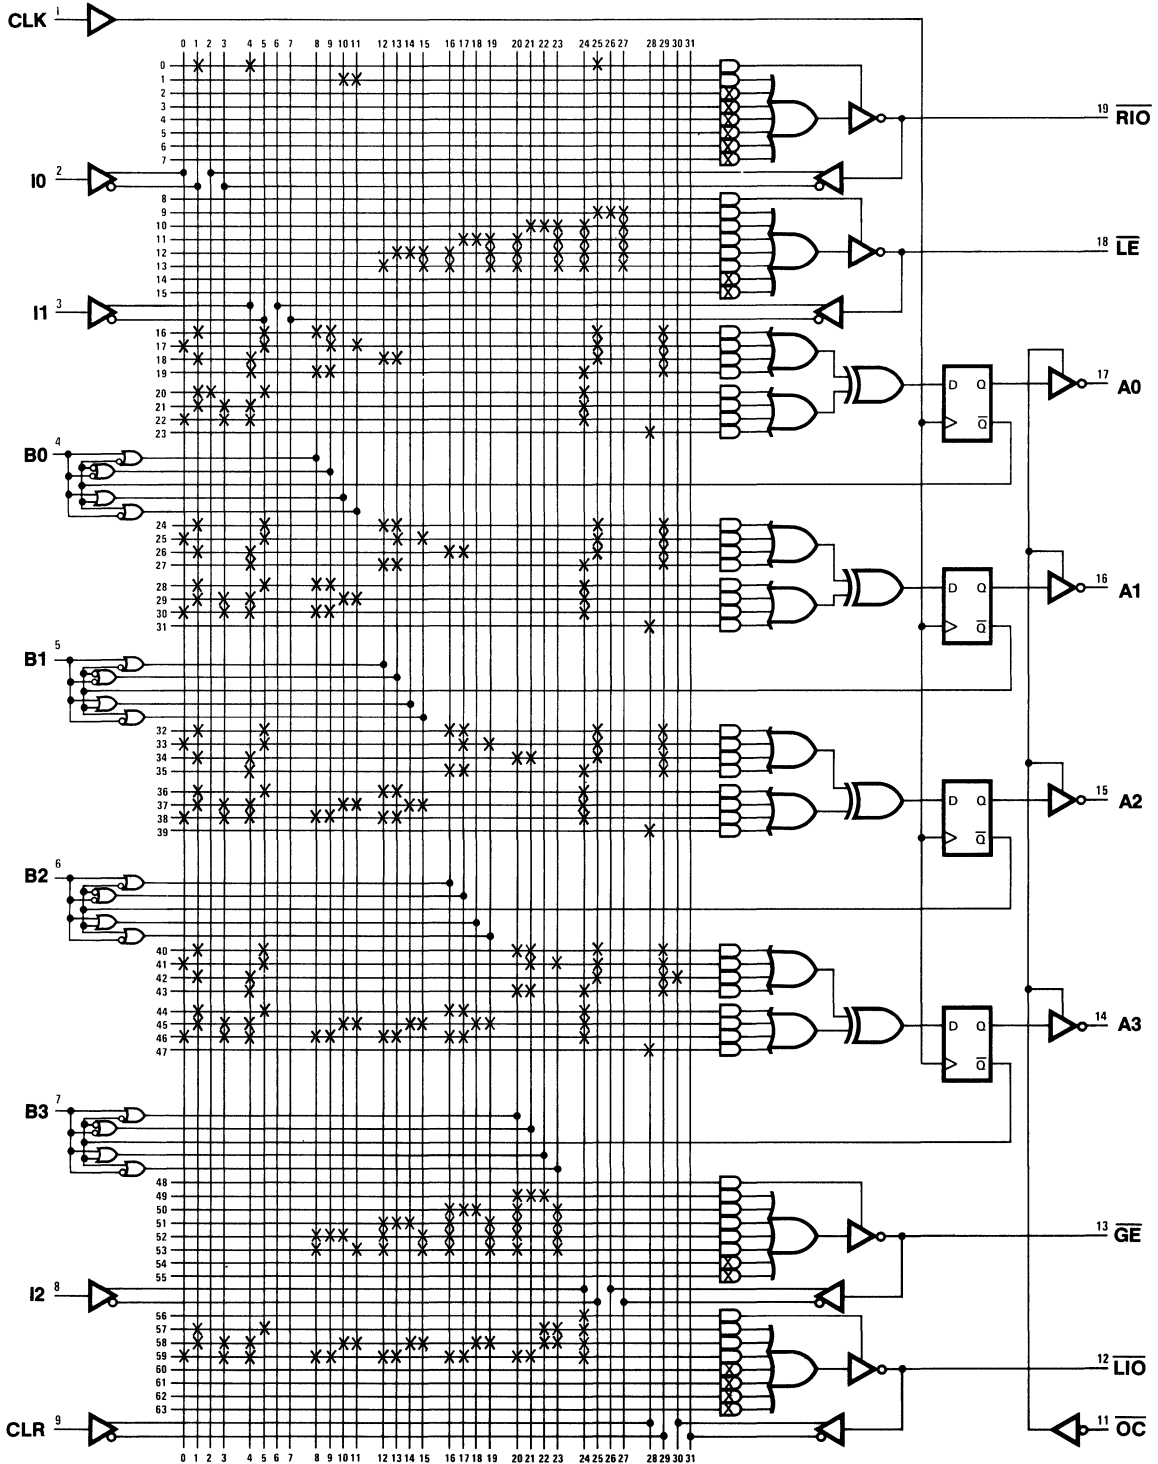 CLK 1
0 1 2 3 4 5 6 7 8 9 10 11 12 13 14 15 16 17 18 19 20 21 22 23 24 25 26 27 28 29 30 31
0
1
2
3
4
5
6
7
19 RIO
I0 2
8
9
10
11
12
13
14
15
18 LE
I1 3
16
17
18
19
20
21
22
23
D Q
Q
17 A0
B0 4
24
25
26
27
28
29
30
31
D Q
Q
16 A1
B1 5
32
33
34
35
36
37
38
39
D Q
Q
15 A2
B2 6
40
41
42
43
44
45
46
47
D Q
Q
14 A3
B3 7
48
49
50
51
52
53
54
55
13 GE
I2 8
56
57
58
59
60
61
62
63
12 LIO
CLR 9
11 OC
0 1 2 3 4 5 6 7 8 9 10 11 12 13 14 15 16 17 18 19 20 21 22 23 24 25 26 27 28 29 30 31